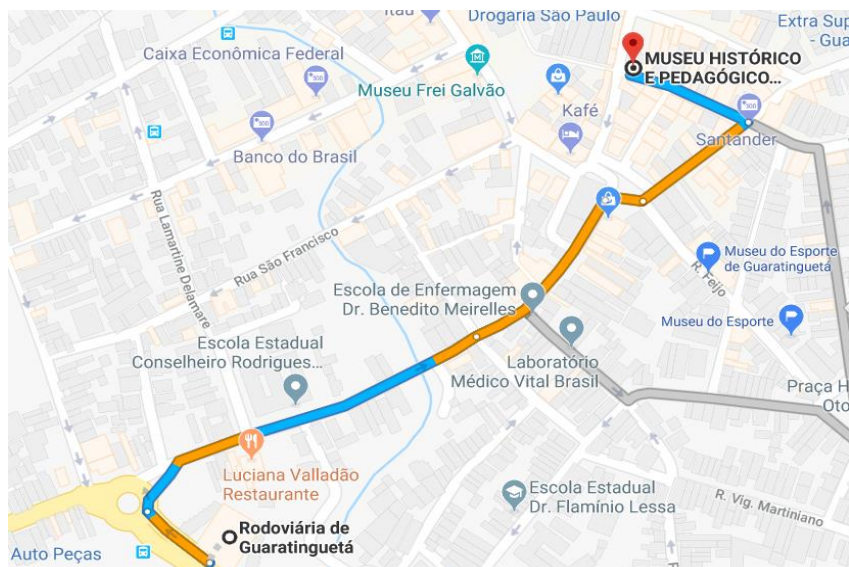 Itaú
Drogaria São Paulo
Extra Sup
- Gua
Caixa Econômica Federal
MUSEU HISTÓRICO
E PEDAGÓGICO...
Museu Frei Galvão
Kafé
Santander
Banco do Brasil
Rua Lamartine Delamare
Rua São Francisco
Museu do Esporte
de Guaratinguetá
R. Feijo
Escola de Enfermagem
Dr. Benedito Meirelles
Museu do Esporte
Escola Estadual
Conselheiro Rodrigues...
Laboratório
Médico Vital Brasil
Praça H
Oto
Luciana Valladão
Restaurante
Escola Estadual
Dr. Flamínio Lessa
R. Vig. Martiniano
Rodoviária de
Guaratinguetá
Auto Peças